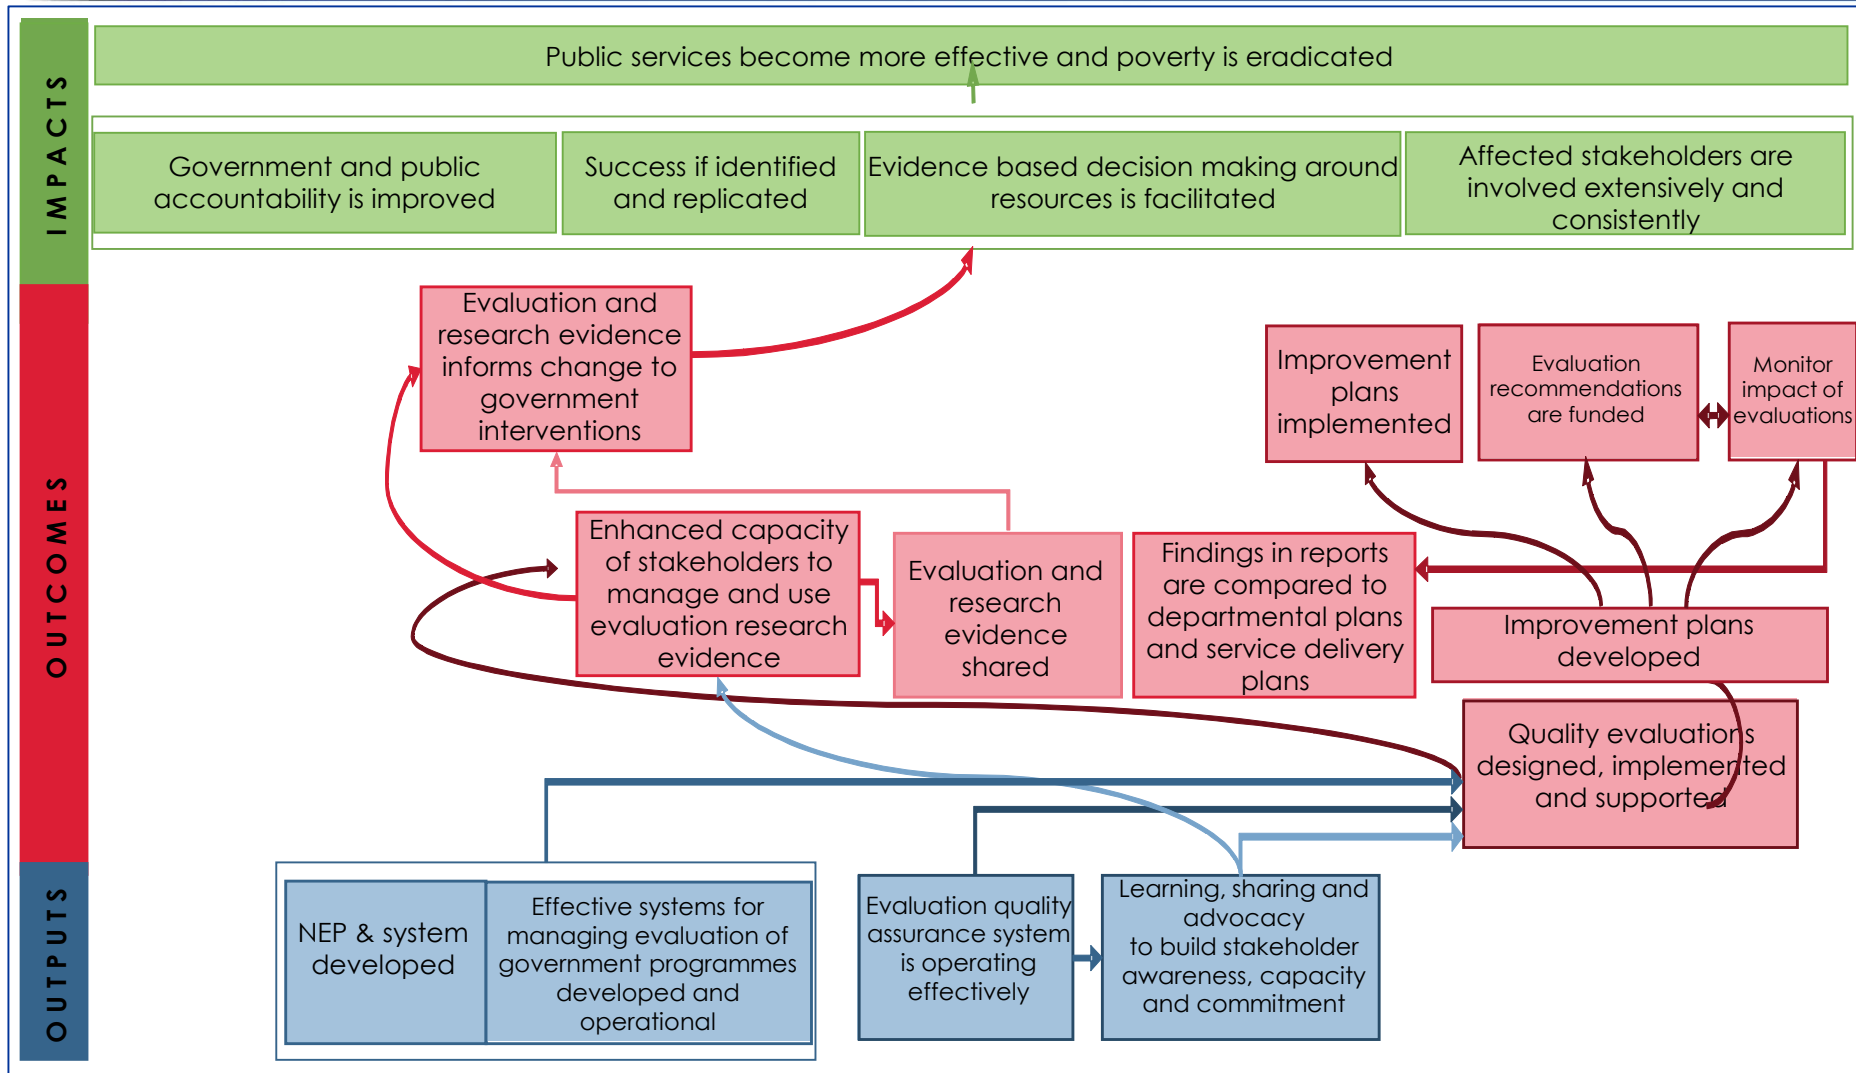 IMPACTS
Public services become more effective and poverty is eradicated
Government and public
accountability is improved
Success if identified
and replicated
Evidence based decision making around
resources is facilitated
Affected stakeholders are
involved extensively and
consistently
OUTCOMES
Evaluation and
research evidence
informs change to
government
interventions
Improvement
plans
implemented
Evaluation
recommendations
are funded
Monitor
impact of
evaluations
Enhanced capacity
of stakeholders to
manage and use
evaluation research
evidence
Evaluation and
research
evidence
shared
Findings in reports
are compared to
departmental plans
and service delivery
plans
Improvement plans
developed
Quality evaluations
designed, implemented
and supported
OUTPUTS
NEP & system
developed
Effective systems for
managing evaluation of
government programmes
developed and
operational
Evaluation quality
assurance system
is operating
effectively
Learning, sharing and
advocacy
to build stakeholder
awareness, capacity
and commitment